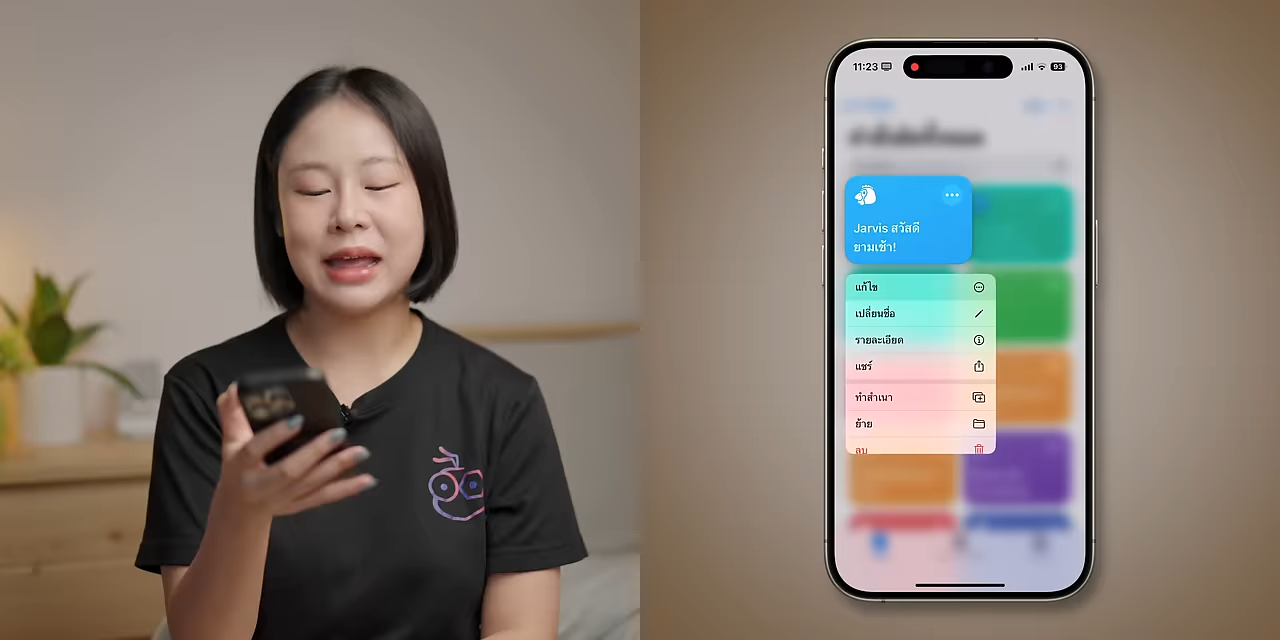 11:23
93
Jarvis สวัสดี
ยามเช้า!
แก้ไข
เปลี่ยนชื่อ
รายละเอียด
แชร์
ทำสำเนา
ย้าย
ลบ